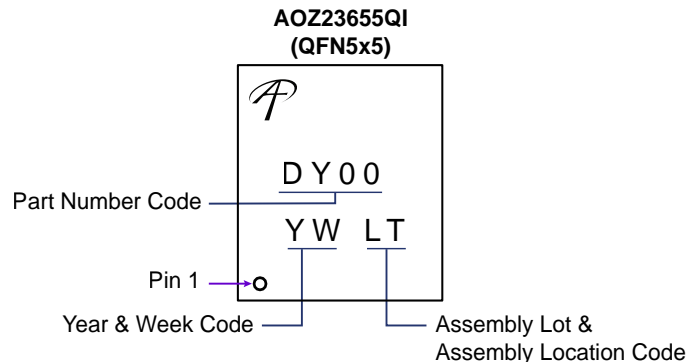 AOZ23655QI
(QFN5x5)
DY00
Part Number Code
YW LT
Pin 1
Year & Week Code
Assembly Lot &
Assembly Location Code